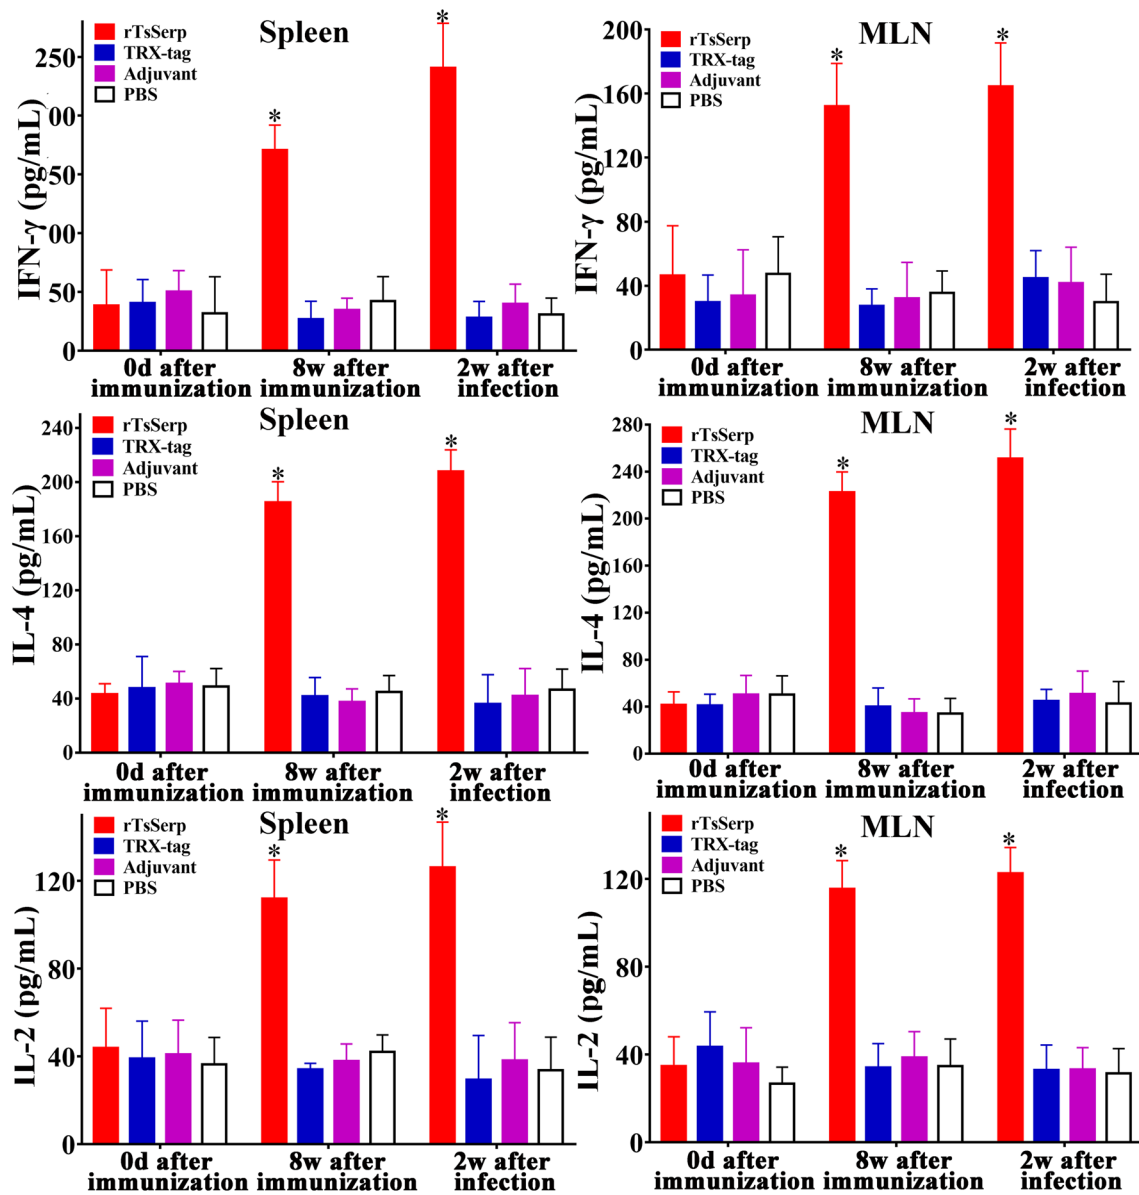 Spleen
rTsSerp
TRX-tag
Adjuvant
PBS
IFN-γ (pg/mL)
250
00
50
00
50
0
*
*
0d after
immunization
8w after
immunization
2w after
infection
MLN
rTsSerp
TRX-tag
Adjuvant
PBS
IFN-γ (pg/mL)
200
160
120
80
40
0
*
*
0d after
immunization
8w after
immunization
2w after
infection
Spleen
rTsSerp
TRX-tag
Adjuvant
PBS
IL-4 (pg/mL)
240
200
160
120
80
40
0
*
*
0d after
immunization
8w after
immunization
2w after
infection
MLN
rTsSerp
TRX-tag
Adjuvant
PBS
IL-4 (pg/mL)
280
240
200
160
120
80
40
0
*
*
0d after
immunization
8w after
immunization
2w after
infection
Spleen
rTsSerp
TRX-tag
Adjuvant
PBS
IL-2 (pg/mL)
120
80
40
0
*
*
0d after
immunization
8w after
immunization
2w after
infection
MLN
rTsSerp
TRX-tag
Adjuvant
PBS
IL-2 (pg/mL)
120
80
40
0
*
*
0d after
immunization
8w after
immunization
2w after
infection